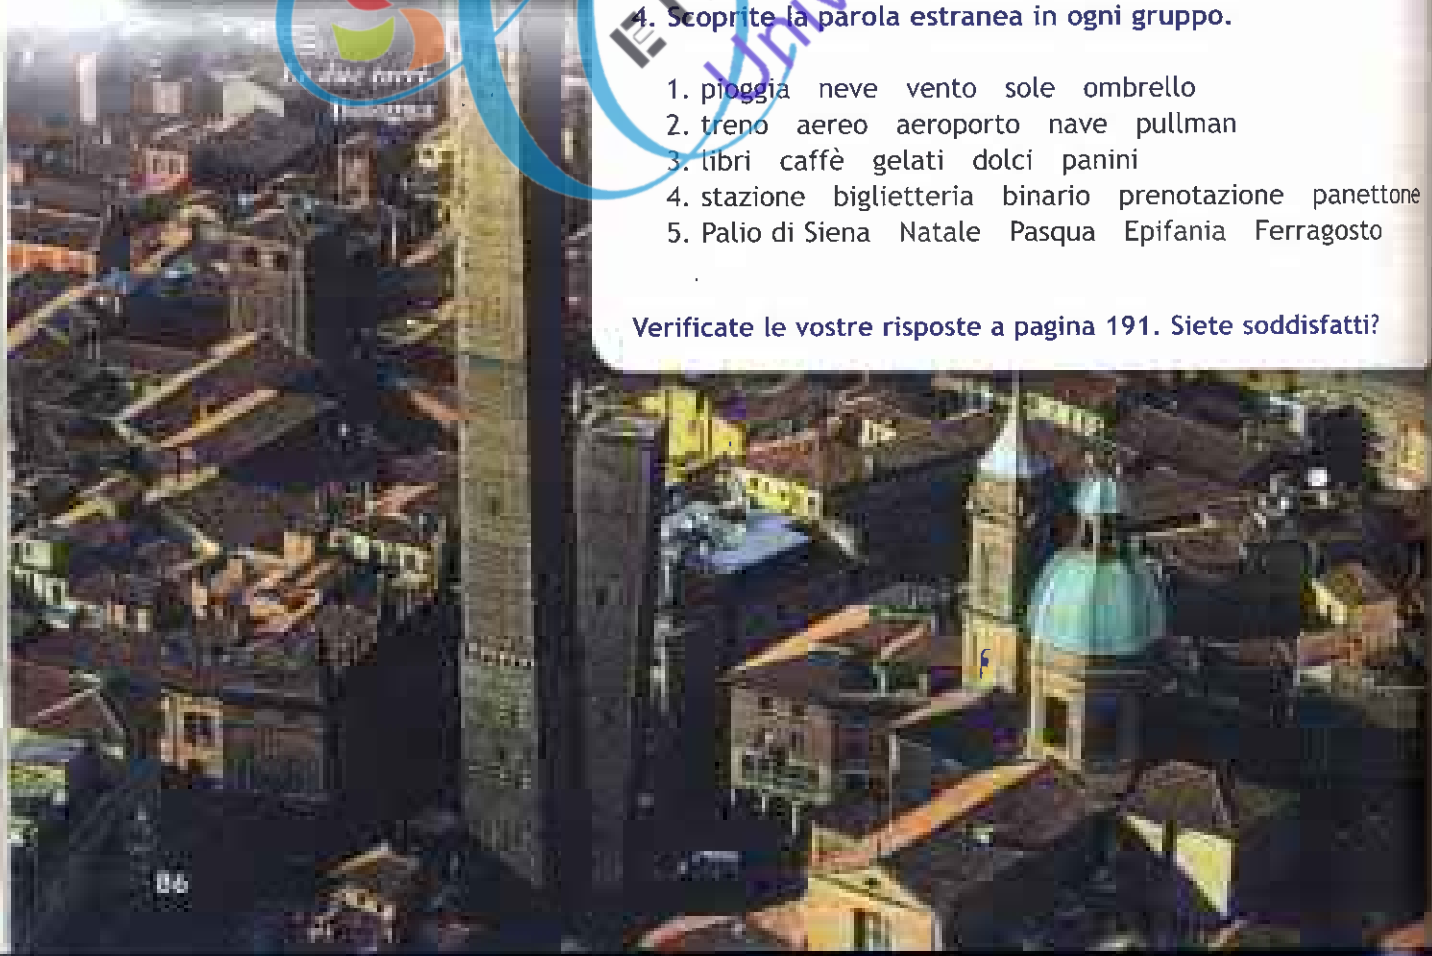 4. Scoprite la parola estranea in ogni gruppo.
1. pioggia neve vento sole ombrello
2. treno aereo aeroporto nave pullman
3. libri caffè gelati dolci panini
4. stazione biglietteria binario prenotazione panettone
5. Palio di Siena Natale Pasqua Epifania Ferragosto
Verificate le vostre risposte a pagina 191. Siete soddisfatti?
86